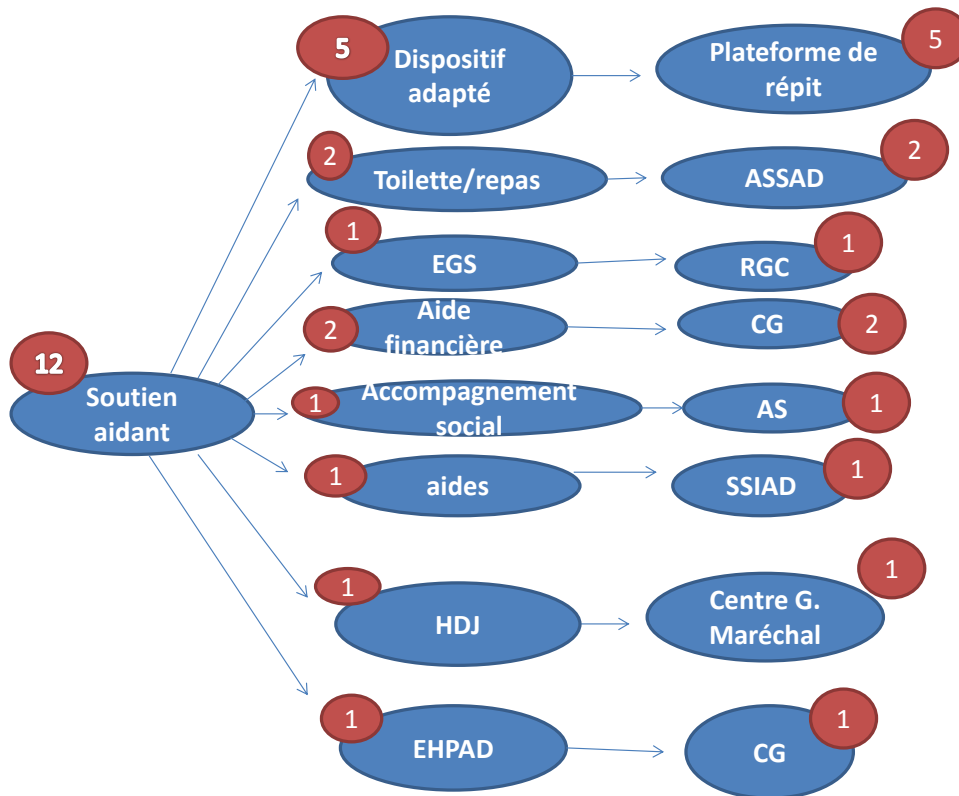 5
Dispositif
adapté
5
Plateforme de
répit
2
Toilette/repas
2
ASSAD
1
EGS
1
RGC
2
Aide
financière
CG
2
12
Soutien
aidant
1
Accompagnement
social
AS
1
1
aides
SSIAD
1
1
HDJ
1
Centre G.
Maréchal
1
EHPAD
1
CG